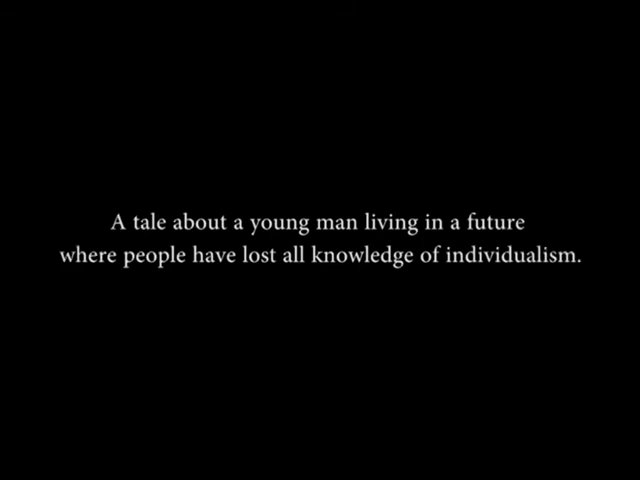 A tale about a young man living in a future
where people have lost all knowledge of individualism.